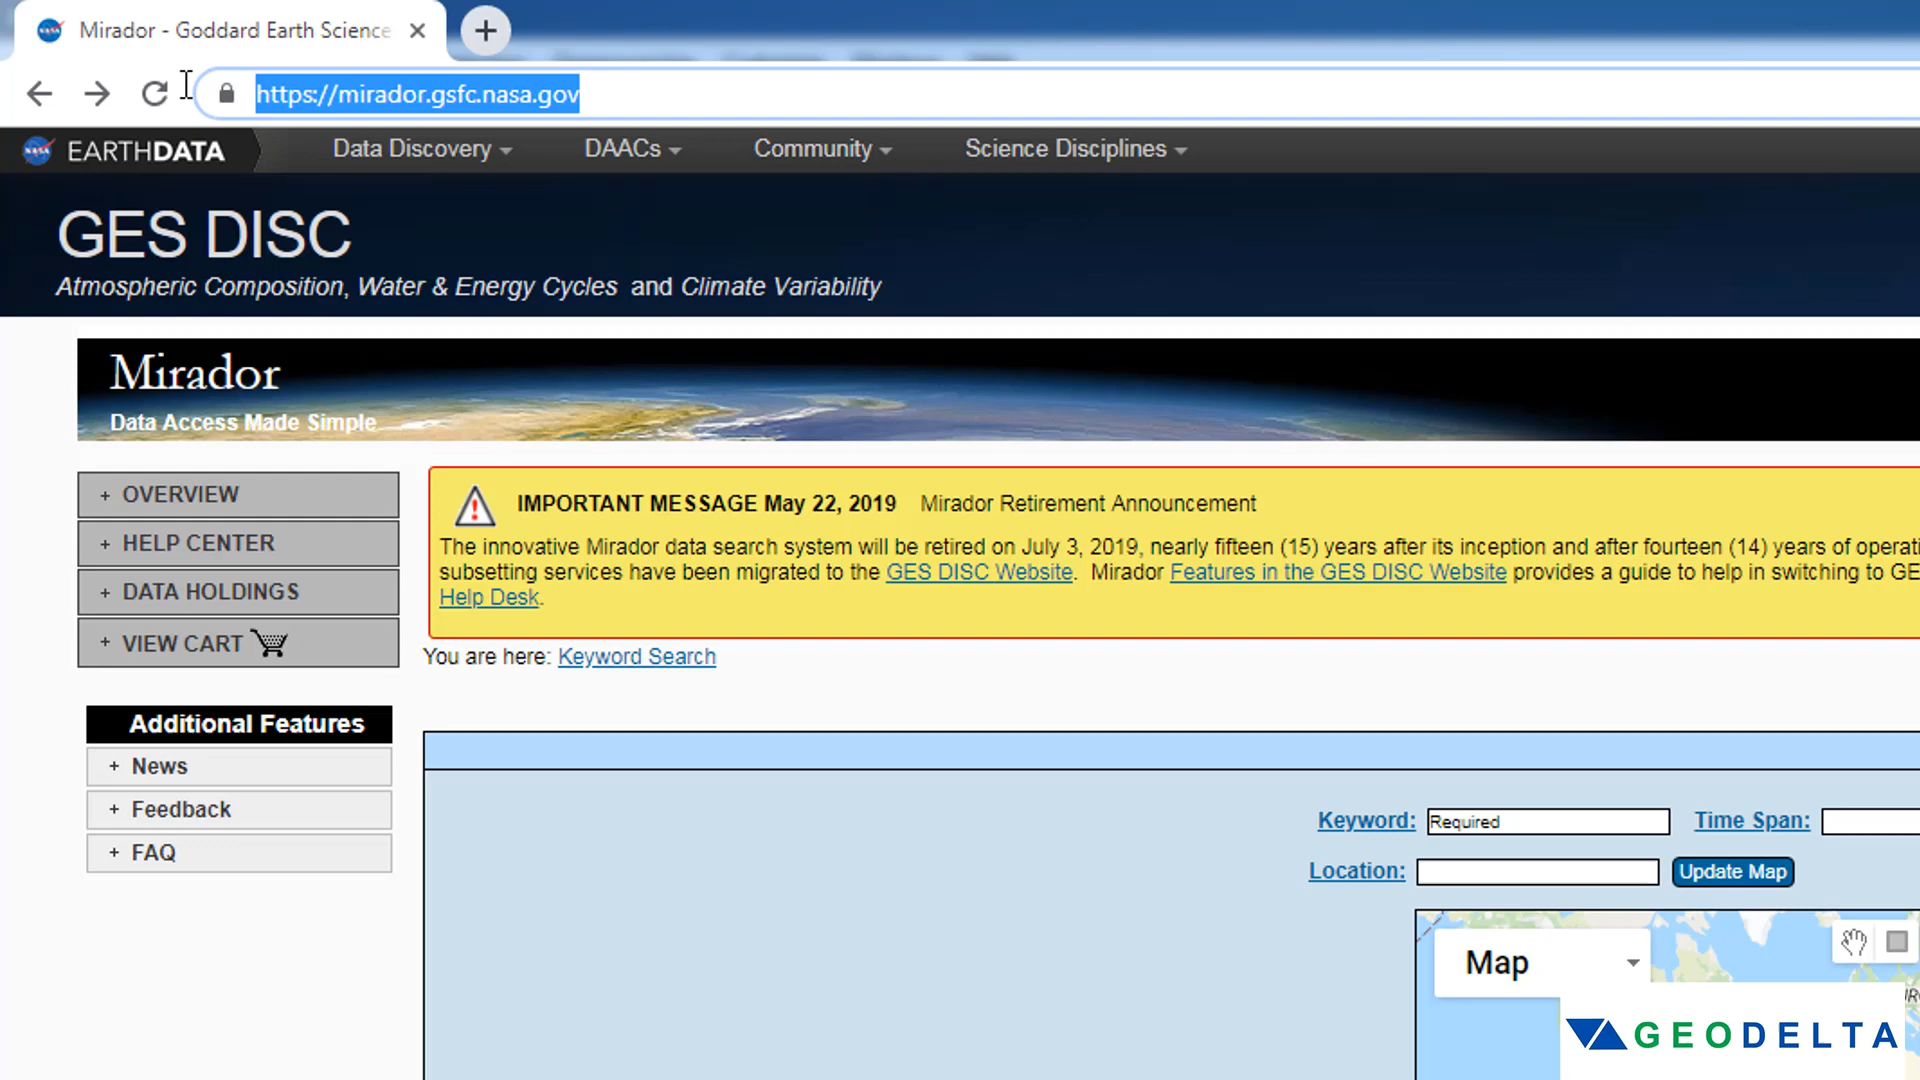 Mirador - Goddard Earth Science
https://mirador.gsfc.nasa.gov
NASA EARTHDATA Data Discovery DAACs Community Science Disciplines
GES DISC
Atmospheric Composition, Water & Energy Cycles and Climate Variability
Mirador
Data Access Made Simple
+ OVERVIEW
+ HELP CENTER
+ DATA HOLDINGS
+ VIEW CART
Additional Features
+ News
+ Feedback
+ FAQ
IMPORTANT MESSAGE May 22, 2019 Mirador Retirement Announcement
The innovative Mirador data search system will be retired on July 3, 2019, nearly fifteen (15) years after its inception and after fourteen (14) years of operati
subsetting services have been migrated to the GES DISC Website. Mirador Features in the GES DISC Website provides a guide to help in switching to GE
Help Desk.
You are here: Keyword Search
Keyword: Required Time Span:
Location: Update Map
Map
GEODELTA